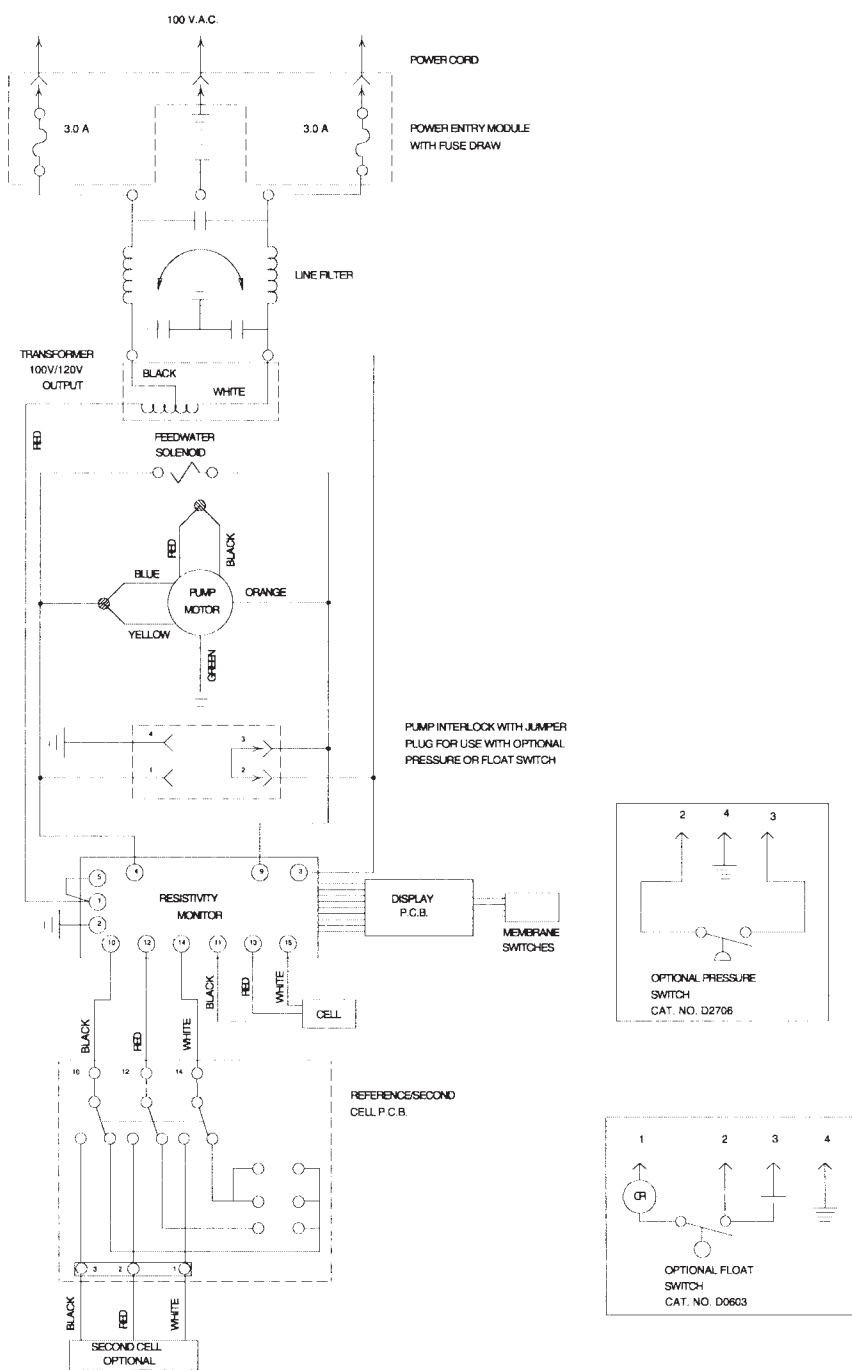 100 V.A.C.
POWER CORD
3.0 A
3.0 A
POWER ENTRY MODULE
WITH FUSE DRAW
LINE FILTER
TRANSFORMER
100V/120V
OUTPUT
BLACK
WHITE
RED
FEEDWATER
SOLENOID
RED
BLACK
BLUE
PUMP
MOTOR
ORANGE
YELLOW
GREEN
4
3
1
2
PUMP INTERLOCK WITH JUMPER
PLUG FOR USE WITH OPTIONAL
PRESSURE OR FLOAT SWITCH
5
4
9
3
1
RESISTIVITY
MONITOR
2
10
12
14
11
13
15
DISPLAY
P.C.B.
MEMBRANE
SWITCHES
BLACK
RED
WHITE
CELL
BLACK
RED
WHITE
10
12
14
REFERENCE/SECOND
CELL P.C.B.
3
2
1
BLACK
RED
WHITE
SECOND CELL
OPTIONAL
2
4
3
OPTIONAL PRESSURE
SWITCH
CAT. NO. D2706
1
2
3
4
CR
OPTIONAL FLOAT
SWITCH
CAT. NO. D0603